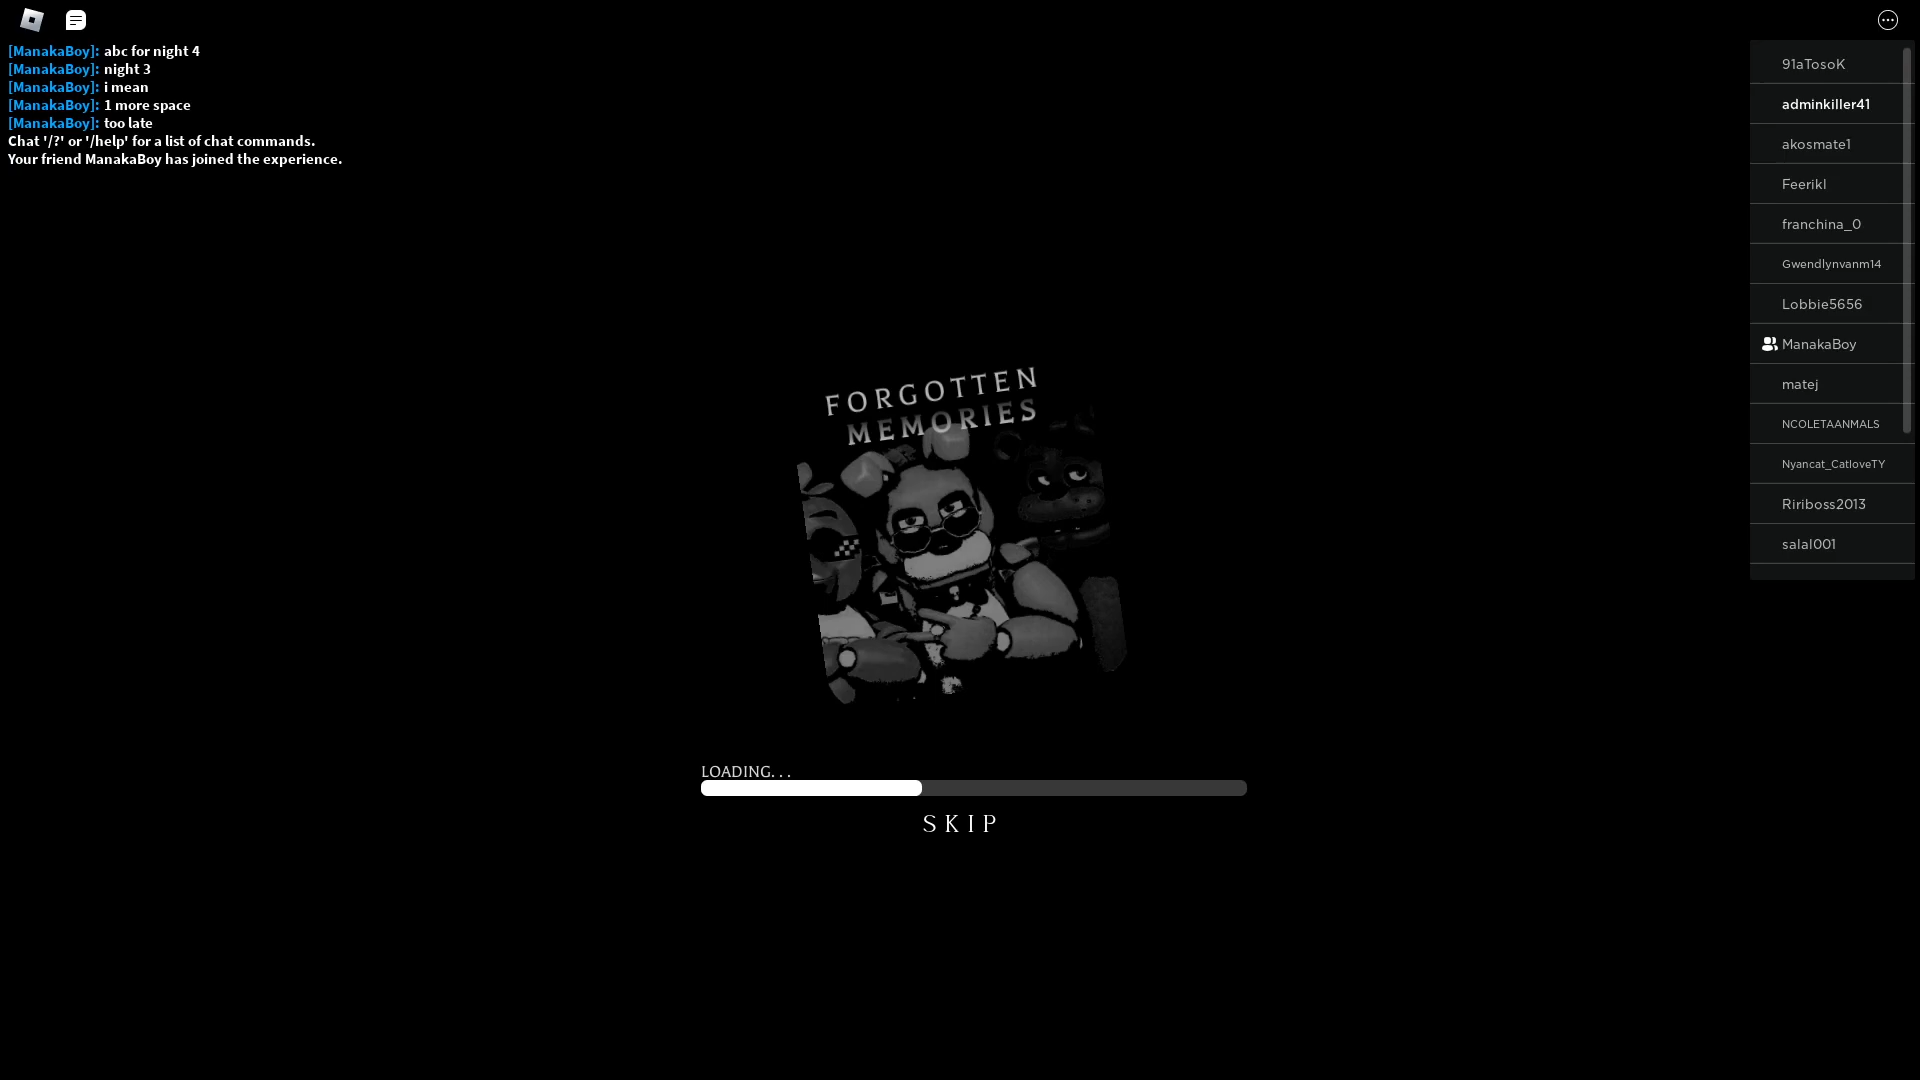 [ManakaBoy]: abc for night 4
[ManakaBoy]: night 3
[ManakaBoy]: i mean
[ManakaBoy]: 1 more space
[ManakaBoy]: too late
Chat '/?' or '/help' for a list of chat commands.
Your friend ManakaBoy has joined the experience.
91aTosoK
adminkiller41
akosmate1
Feerikl
franchina_0
Gwendlynvanm14
Lobbie5656
ManakaBoy
matej
NCOLETAANMALS
Nyancat_CatloveTY
Ririboss2013
salal001
FORGOTTEN
MEMORIES
LOADING. . .
SKIP